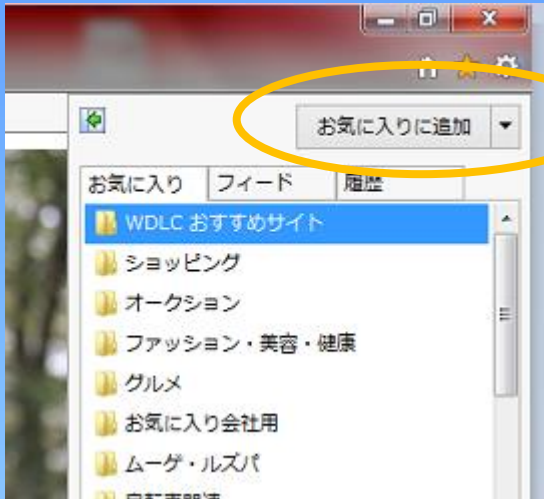 お気に入りに追加
お気に入り フィード 履歴
WDLC おすすめサイト
ショッピング
オークション
ファッション・美容・健康
グルメ
お気に入り会社用
ムーゲ・ルズパ